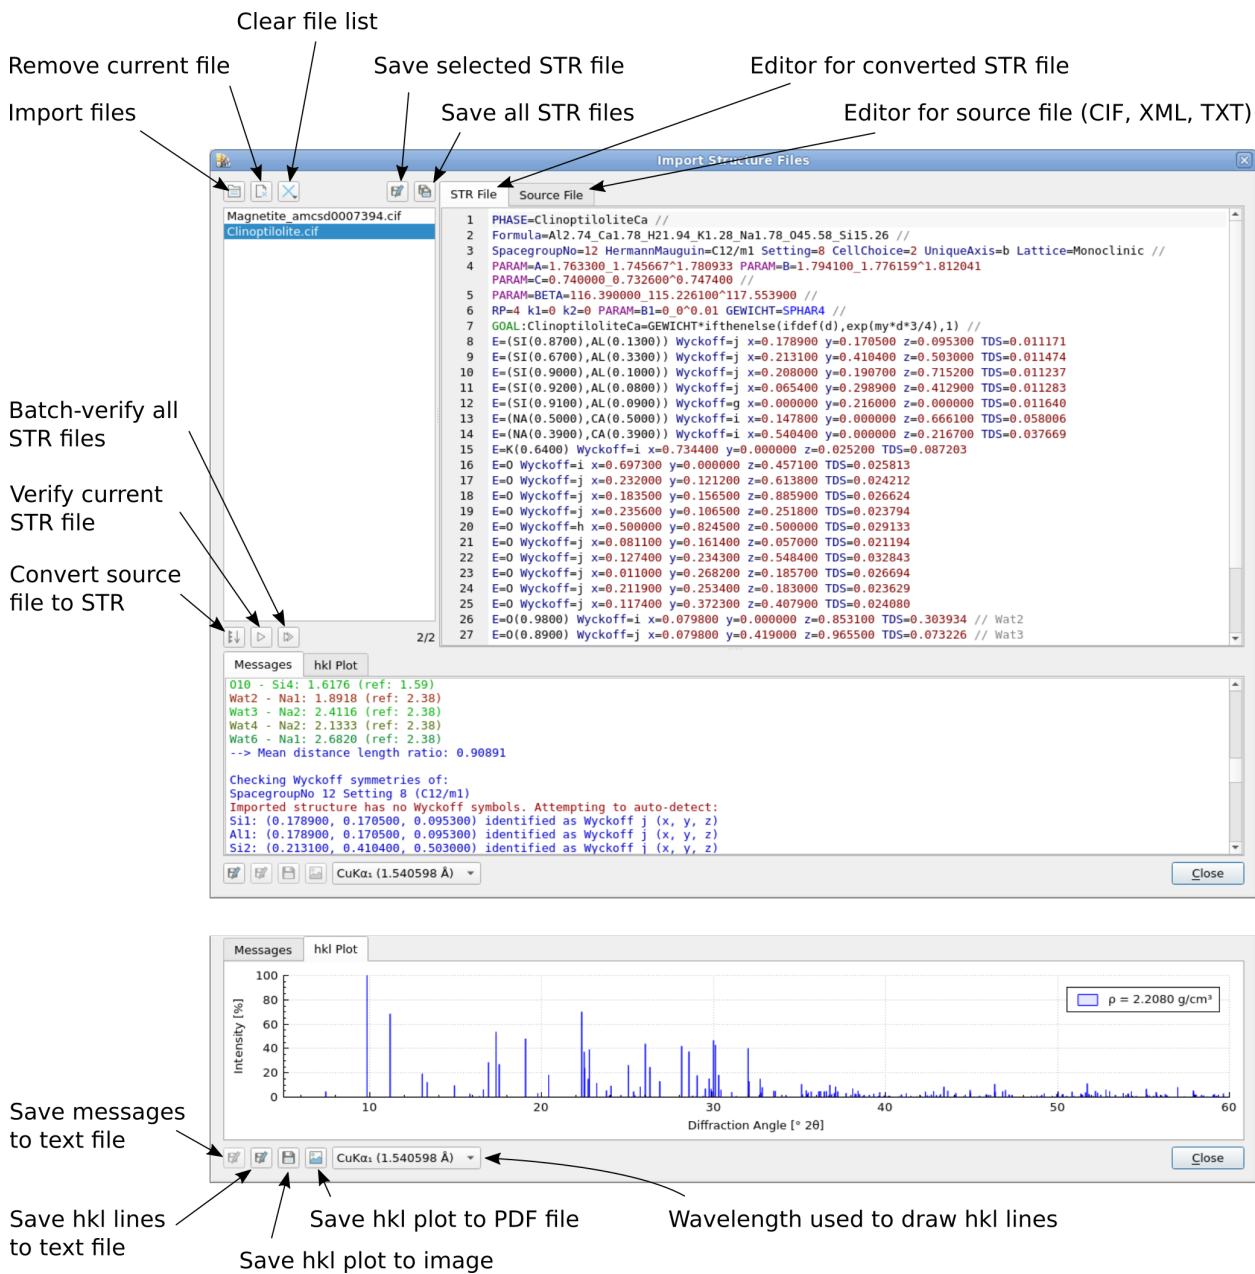 Clear file list
Remove current file
Save selected STR file
Editor for converted STR file
Import files
Save all STR files
Editor for source file (CIF, XML, TXT)
Import Structure Files
STR File
Source File
Magnetite_amcsd0007394.cif
Clinoptilolite.cif
1 PHASE=ClinoptiloliteCa //
2 Formula=Al2.74_Ca1.78_H21.94_K1.28_Na1.78_O45.58_Si15.26 //
3 SpacegroupNo=12 HermannMauguin=C12/m1 Setting=8 CellChoice=2 UniqueAxis=b Lattice=Monoclinic //
4 PARAM=A=1.763300_1.745667^1.780933 PARAM=B=1.794100_1.776159^1.812041
PARAM=C=0.740000_0.732600^0.747400 //
5 PARAM=BETA=116.390000_115.226100^117.553900 //
6 RP=4 k1=0 k2=0 PARAM=B1=0_0^0.01 GEWICHT=SPHAR4 //
7 GOAL:ClinoptiloliteCa=GEWICHT*ifthenelse(ifdef(d),exp(my*d*3/4),1) //
8 E=(SI(0.8700),AL(0.1300)) Wyckoff=j x=0.178900 y=0.170500 z=0.095300 TDS=0.011171
9 E=(SI(0.6700),AL(0.3300)) Wyckoff=j x=0.213100 y=0.410400 z=0.503000 TDS=0.011474
10 E=(SI(0.9000),AL(0.1000)) Wyckoff=j x=0.208000 y=0.190700 z=0.715200 TDS=0.011237
11 E=(SI(0.9200),AL(0.0800)) Wyckoff=j x=0.065400 y=0.298900 z=0.412900 TDS=0.011283
12 E=(SI(0.9100),AL(0.0900)) Wyckoff=g x=0.000000 y=0.216000 z=0.000000 TDS=0.011640
13 E=(NA(0.5000),CA(0.5000)) Wyckoff=i x=0.147800 y=0.000000 z=0.666100 TDS=0.058006
14 E=(NA(0.3900),CA(0.3900)) Wyckoff=i x=0.540400 y=0.000000 z=0.216700 TDS=0.037669
15 E=K(0.6400) Wyckoff=i x=0.734400 y=0.000000 z=0.025200 TDS=0.087203
16 E=O Wyckoff=i x=0.697300 y=0.000000 z=0.457100 TDS=0.025813
17 E=O Wyckoff=j x=0.232000 y=0.121200 z=0.613800 TDS=0.024212
18 E=O Wyckoff=j x=0.183500 y=0.156500 z=0.885900 TDS=0.026624
19 E=O Wyckoff=j x=0.235600 y=0.106500 z=0.251800 TDS=0.023794
20 E=O Wyckoff=h x=0.500000 y=0.824500 z=0.500000 TDS=0.029133
21 E=O Wyckoff=j x=0.081100 y=0.161400 z=0.057000 TDS=0.021194
22 E=O Wyckoff=j x=0.127400 y=0.234300 z=0.548400 TDS=0.032843
23 E=O Wyckoff=j x=0.011000 y=0.268200 z=0.185700 TDS=0.026694
24 E=O Wyckoff=j x=0.211900 y=0.253400 z=0.183000 TDS=0.023629
25 E=O Wyckoff=j x=0.117400 y=0.372300 z=0.407900 TDS=0.024080
26 E=O(0.9800) Wyckoff=i x=0.079800 y=0.000000 z=0.853100 TDS=0.303934 // Wat2
27 E=O(0.8900) Wyckoff=j x=0.079800 y=0.419000 z=0.965500 TDS=0.073226 // Wat3
Batch-verify all
STR files
Verify current
STR file
Convert source
file to STR
2/2
Messages
hkl Plot
O10 - Si4: 1.6176 (ref: 1.59)
Wat2 - Na1: 1.8918 (ref: 2.38)
Wat3 - Na2: 2.4116 (ref: 2.38)
Wat4 - Na2: 2.1333 (ref: 2.38)
Wat6 - Na1: 2.6820 (ref: 2.38)
--> Mean distance length ratio: 0.90891
Checking Wyckoff symmetries of:
SpacegroupNo 12 Setting 8 (C12/m1)
Imported structure has no Wyckoff symbols. Attempting to auto-detect:
Si1: (0.178900, 0.170500, 0.095300) identified as Wyckoff j (x, y, z)
Al1: (0.178900, 0.170500, 0.095300) identified as Wyckoff j (x, y, z)
Si2: (0.213100, 0.410400, 0.503000) identified as Wyckoff j (x, y, z)
CuKα₁ (1.540598 Å)
Close
Messages
hkl Plot
100
80
60
40
20
0
Intensity [%]
ρ = 2.2080 g/cm³
10 20 30 40 50 60
Diffraction Angle [° 2θ]
CuKα₁ (1.540598 Å)
Close
Save messages
to text file
Save hkl lines
to text file
Save hkl plot to PDF file
Wavelength used to draw hkl lines
Save hkl plot to image